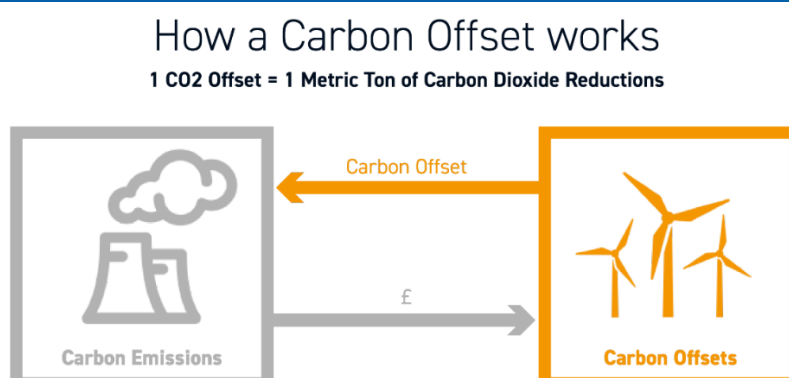 How a Carbon Offset works
1 CO2 Offset = 1 Metric Ton of Carbon Dioxide Reductions
Carbon Offset
£
Carbon Emissions
Carbon Offsets